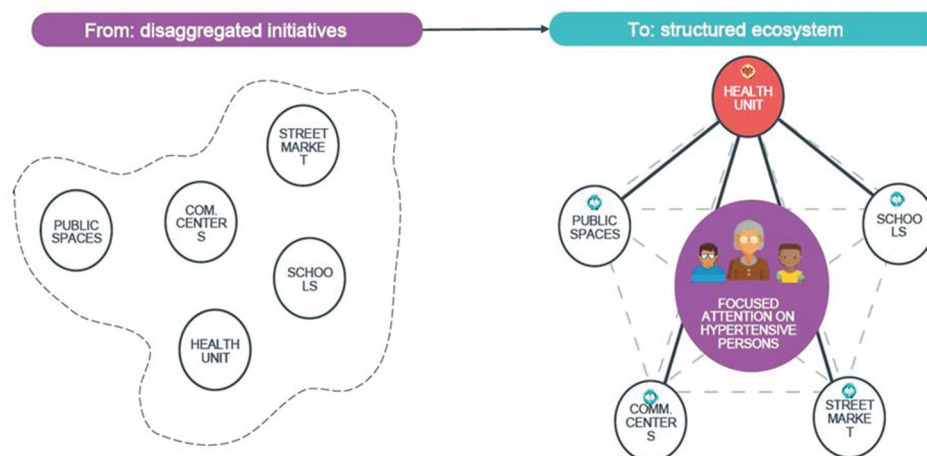 From: disaggregated initiatives
To: structured ecosystem
STREET
MARKE
T
PUBLIC
SPACES
COM.
CENTER
S
SCHOO
LS
HEALTH
UNIT
HEALTH
UNIT
PUBLIC
SPACES
SCHOO
LS
FOCUSED
ATTENTION ON
HYPERTENSIVE
PERSONS
COMM.
CENTER
S
STREET
MARKE
T